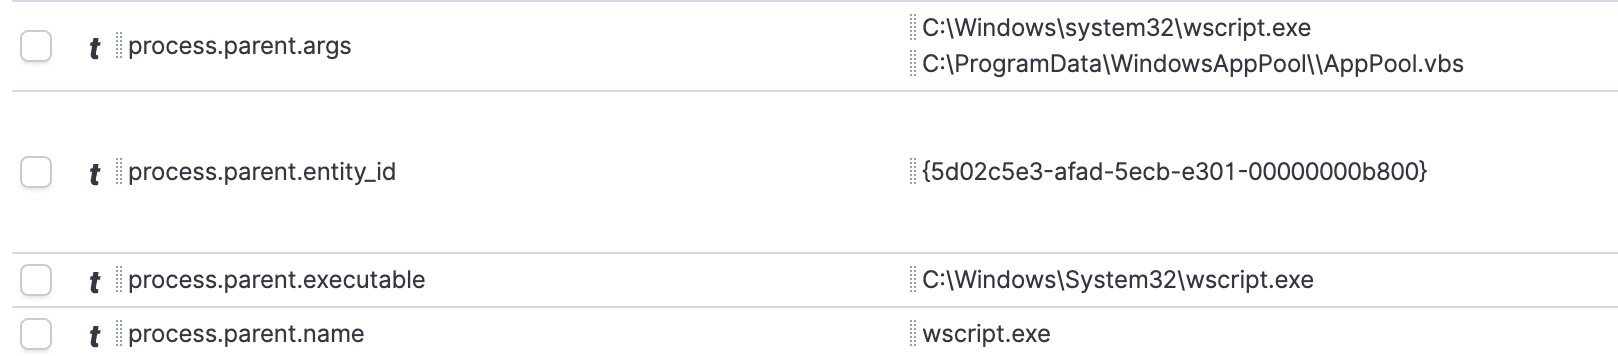 t process.parent.args C:\Windows\system32\wscript.exe
C:\ProgramData\WindowsAppPool\\AppPool.vbs
t process.parent.entity_id {5d02c5e3-afad-5ecb-e301-00000000b800}
t process.parent.executable C:\Windows\System32\wscript.exe
t process.parent.name wscript.exe